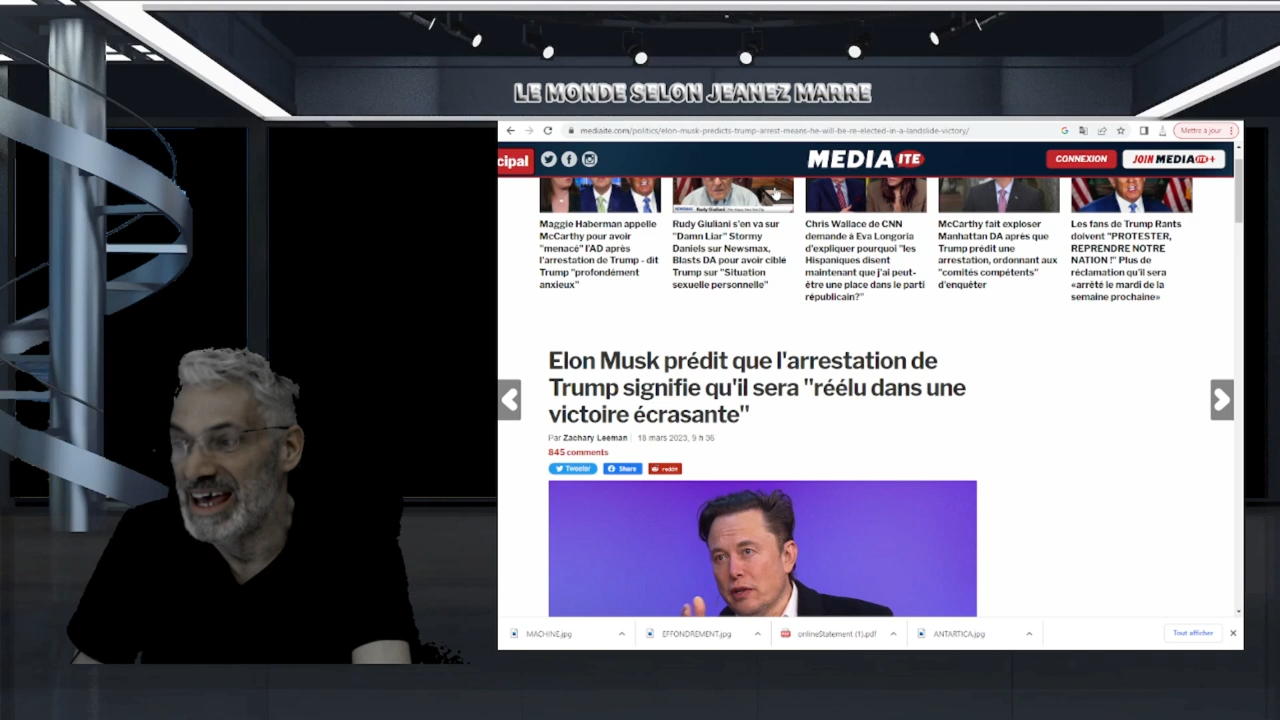 LE MONDE SELON JEANEZ MARRE
mediaite.com/politics/elon-musk-predicts-trump-arrest-means-he-will-be-re-elected-in-a-landslide-victory/
Mettre à jour
cipal
MEDIA ITE
CONNEXION
JOIN MEDIA ITE+
Rudy Giuliani
Maggie Haberman appelle
McCarthy pour avoir
"menacé" l'AD après
l'arrestation de Trump - dit
Trump "profondément
anxieux"
Rudy Giuliani s'en va sur
"Damn Liar" Stormy
Daniels sur Newsmax,
Blasts DA pour avoir ciblé
Trump sur "Situation
sexuelle personnelle"
Chris Wallace de CNN
demande à Eva Longoria
d'expliquer pourquoi "les
Hispaniques disent
maintenant que j'ai peut-
être une place dans le parti
républicain?"
McCarthy fait exploser
Manhattan DA après que
Trump prédit une
arrestation, ordonnant aux
"comités compétents"
d'enquêter
Les fans de Trump Rants
doivent "PROTESTER,
REPRENDRE NOTRE
NATION !" Plus de
réclamation qu'il sera
«arrêté le mardi de la
semaine prochaine»
Elon Musk prédit que l'arrestation de
Trump signifie qu'il sera "réélu dans une
victoire écrasante"
Par Zachary Leeman | 18 mars 2023, 9 h 36
845 comments
Tweeter
Share
reddit
MACHINE.jpg
EFFONDREMENT.jpg
onlineStatement (1).pdf
ANTARTICA.jpg
Tout afficher